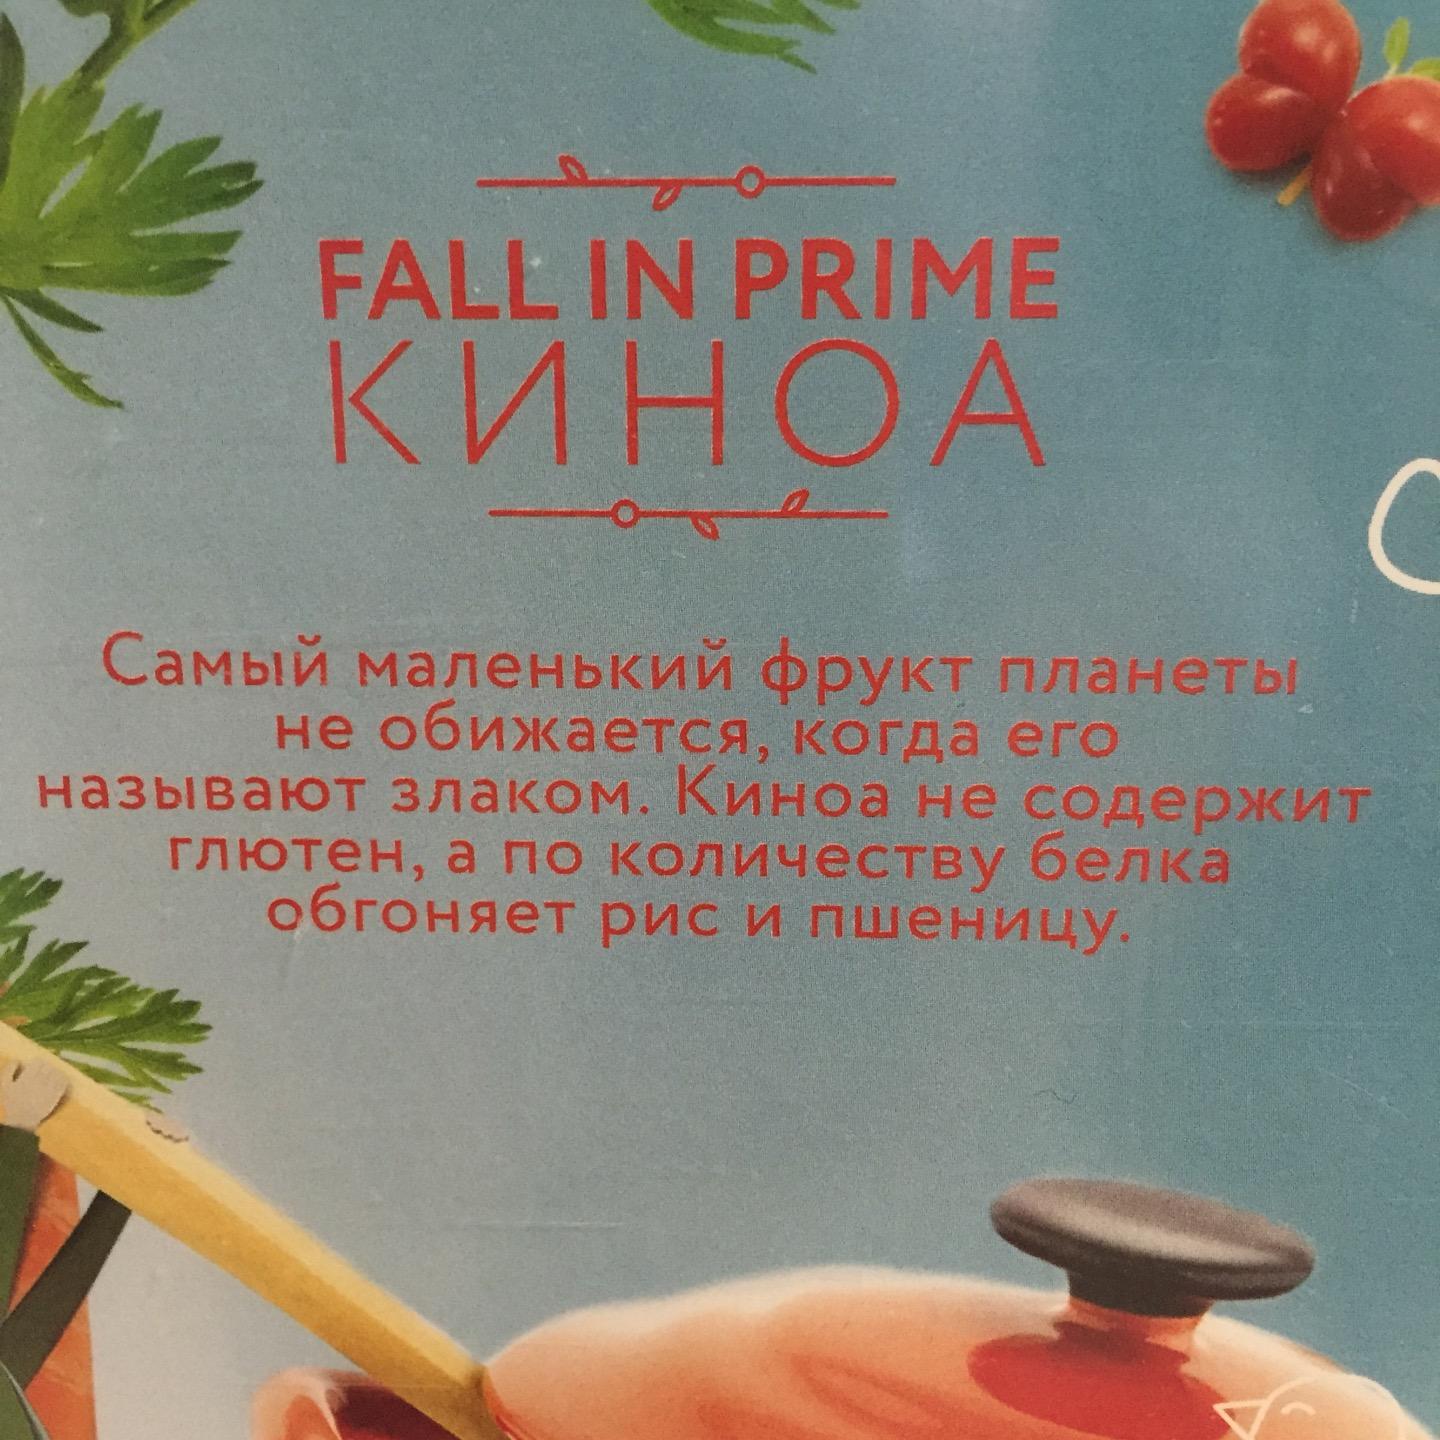 FALL IN PRIME
КИНОА
Самый маленький фрукт планеты
не обижается, когда его
называют злаком. Киноа не содержит
глютен, а по количеству белка
обгоняет рис и пшеницу.